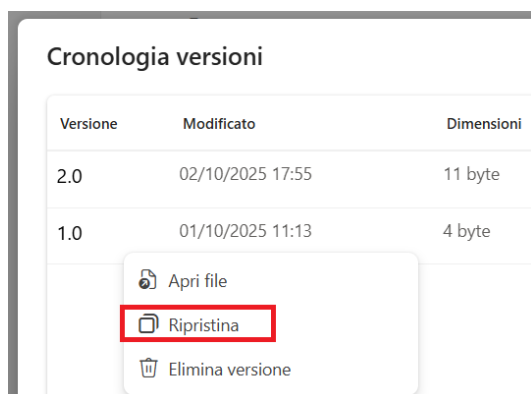 Cronologia versioni
Versione Modificato Dimensioni
2.0 02/10/2025 17:55 11 byte
1.0 01/10/2025 11:13 4 byte
Apri file
Ripristina
Elimina versione